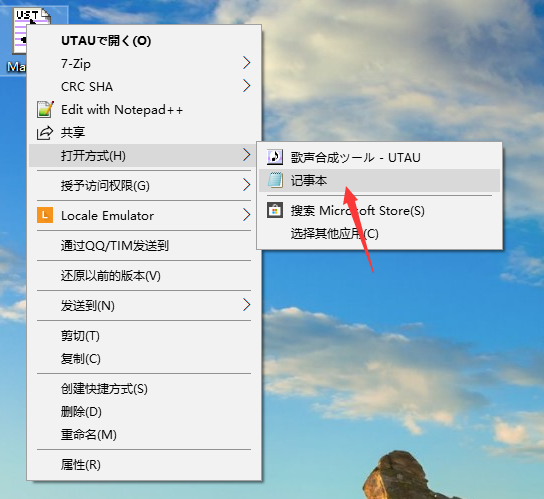 UST
Ma
UTAUで開く(O)
7-Zip
CRC SHA
Edit with Notepad++
共享
打开方式(H)
授予访问权限(G)
Locale Emulator
通过QQ/TIM发送到
还原以前的版本(V)
发送到(N)
剪切(T)
复制(C)
创建快捷方式(S)
删除(D)
重命名(M)
属性(R)
歌声合成ツール - UTAU
记事本
搜索 Microsoft Store(S)
选择其他应用(C)